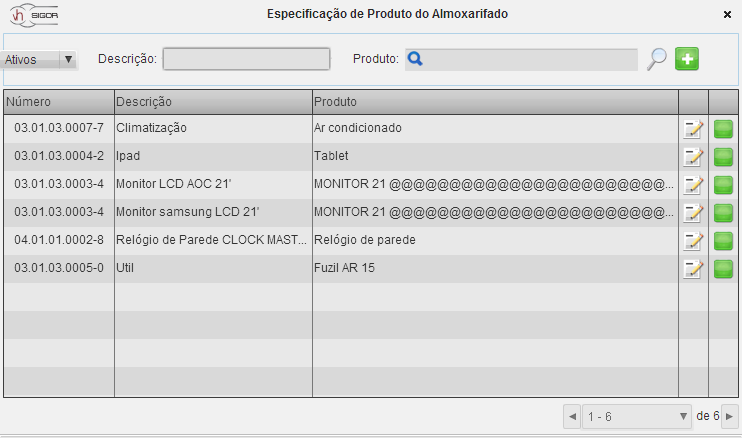 vh SIGOR Especificação de Produto do Almoxarifado
Ativos Descrição: Produto:
Número Descrição Produto
03.01.03.0007-7 Climatização Ar condicionado
03.01.03.0004-2 Ipad Tablet
03.01.03.0003-4 Monitor LCD AOC 21' MONITOR 21 @@@@@@@@@@@@@@@@@@@@@@@...
03.01.03.0003-4 Monitor samsung LCD 21' MONITOR 21 @@@@@@@@@@@@@@@@@@@@@@@...
04.01.01.0002-8 Relógio de Parede CLOCK MAST... Relógio de parede
03.01.03.0005-0 Util Fuzil AR 15
1 - 6 de 6